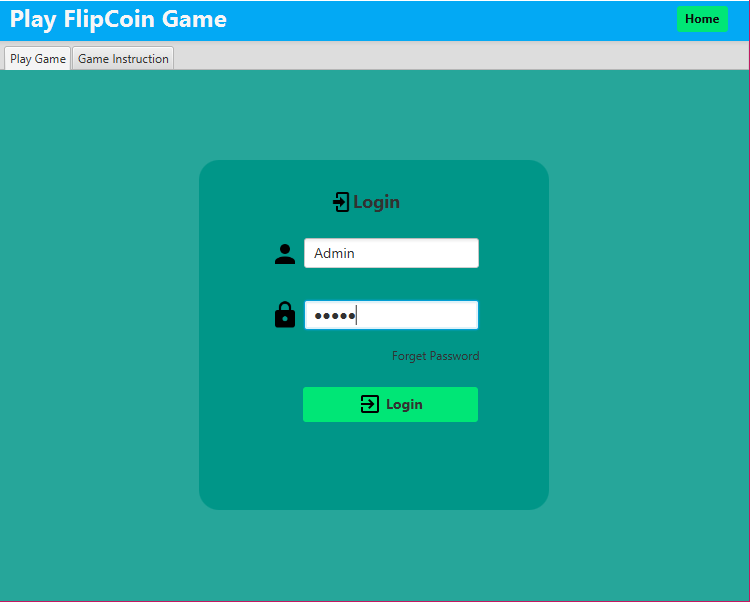 Play FlipCoin Game
Home
Play Game
Game Instruction
Login
Admin
•••••
Forget Password
Login